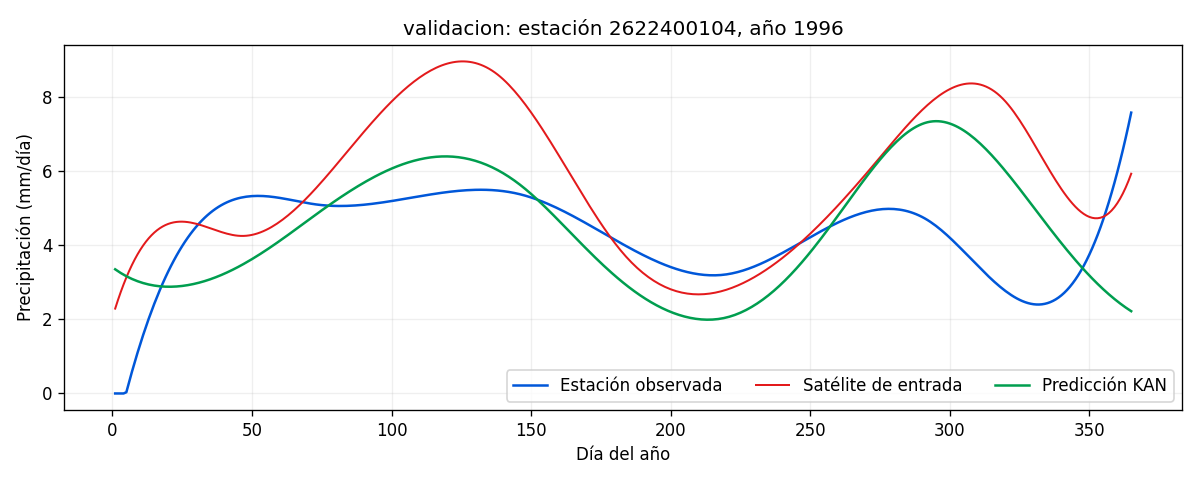 validacion: estación 2622400104, año 1996
Precipitación (mm/día)
8
6
4
2
0
0 50 100 150 200 250 300 350
Día del año
Estación observada Satélite de entrada Predicción KAN